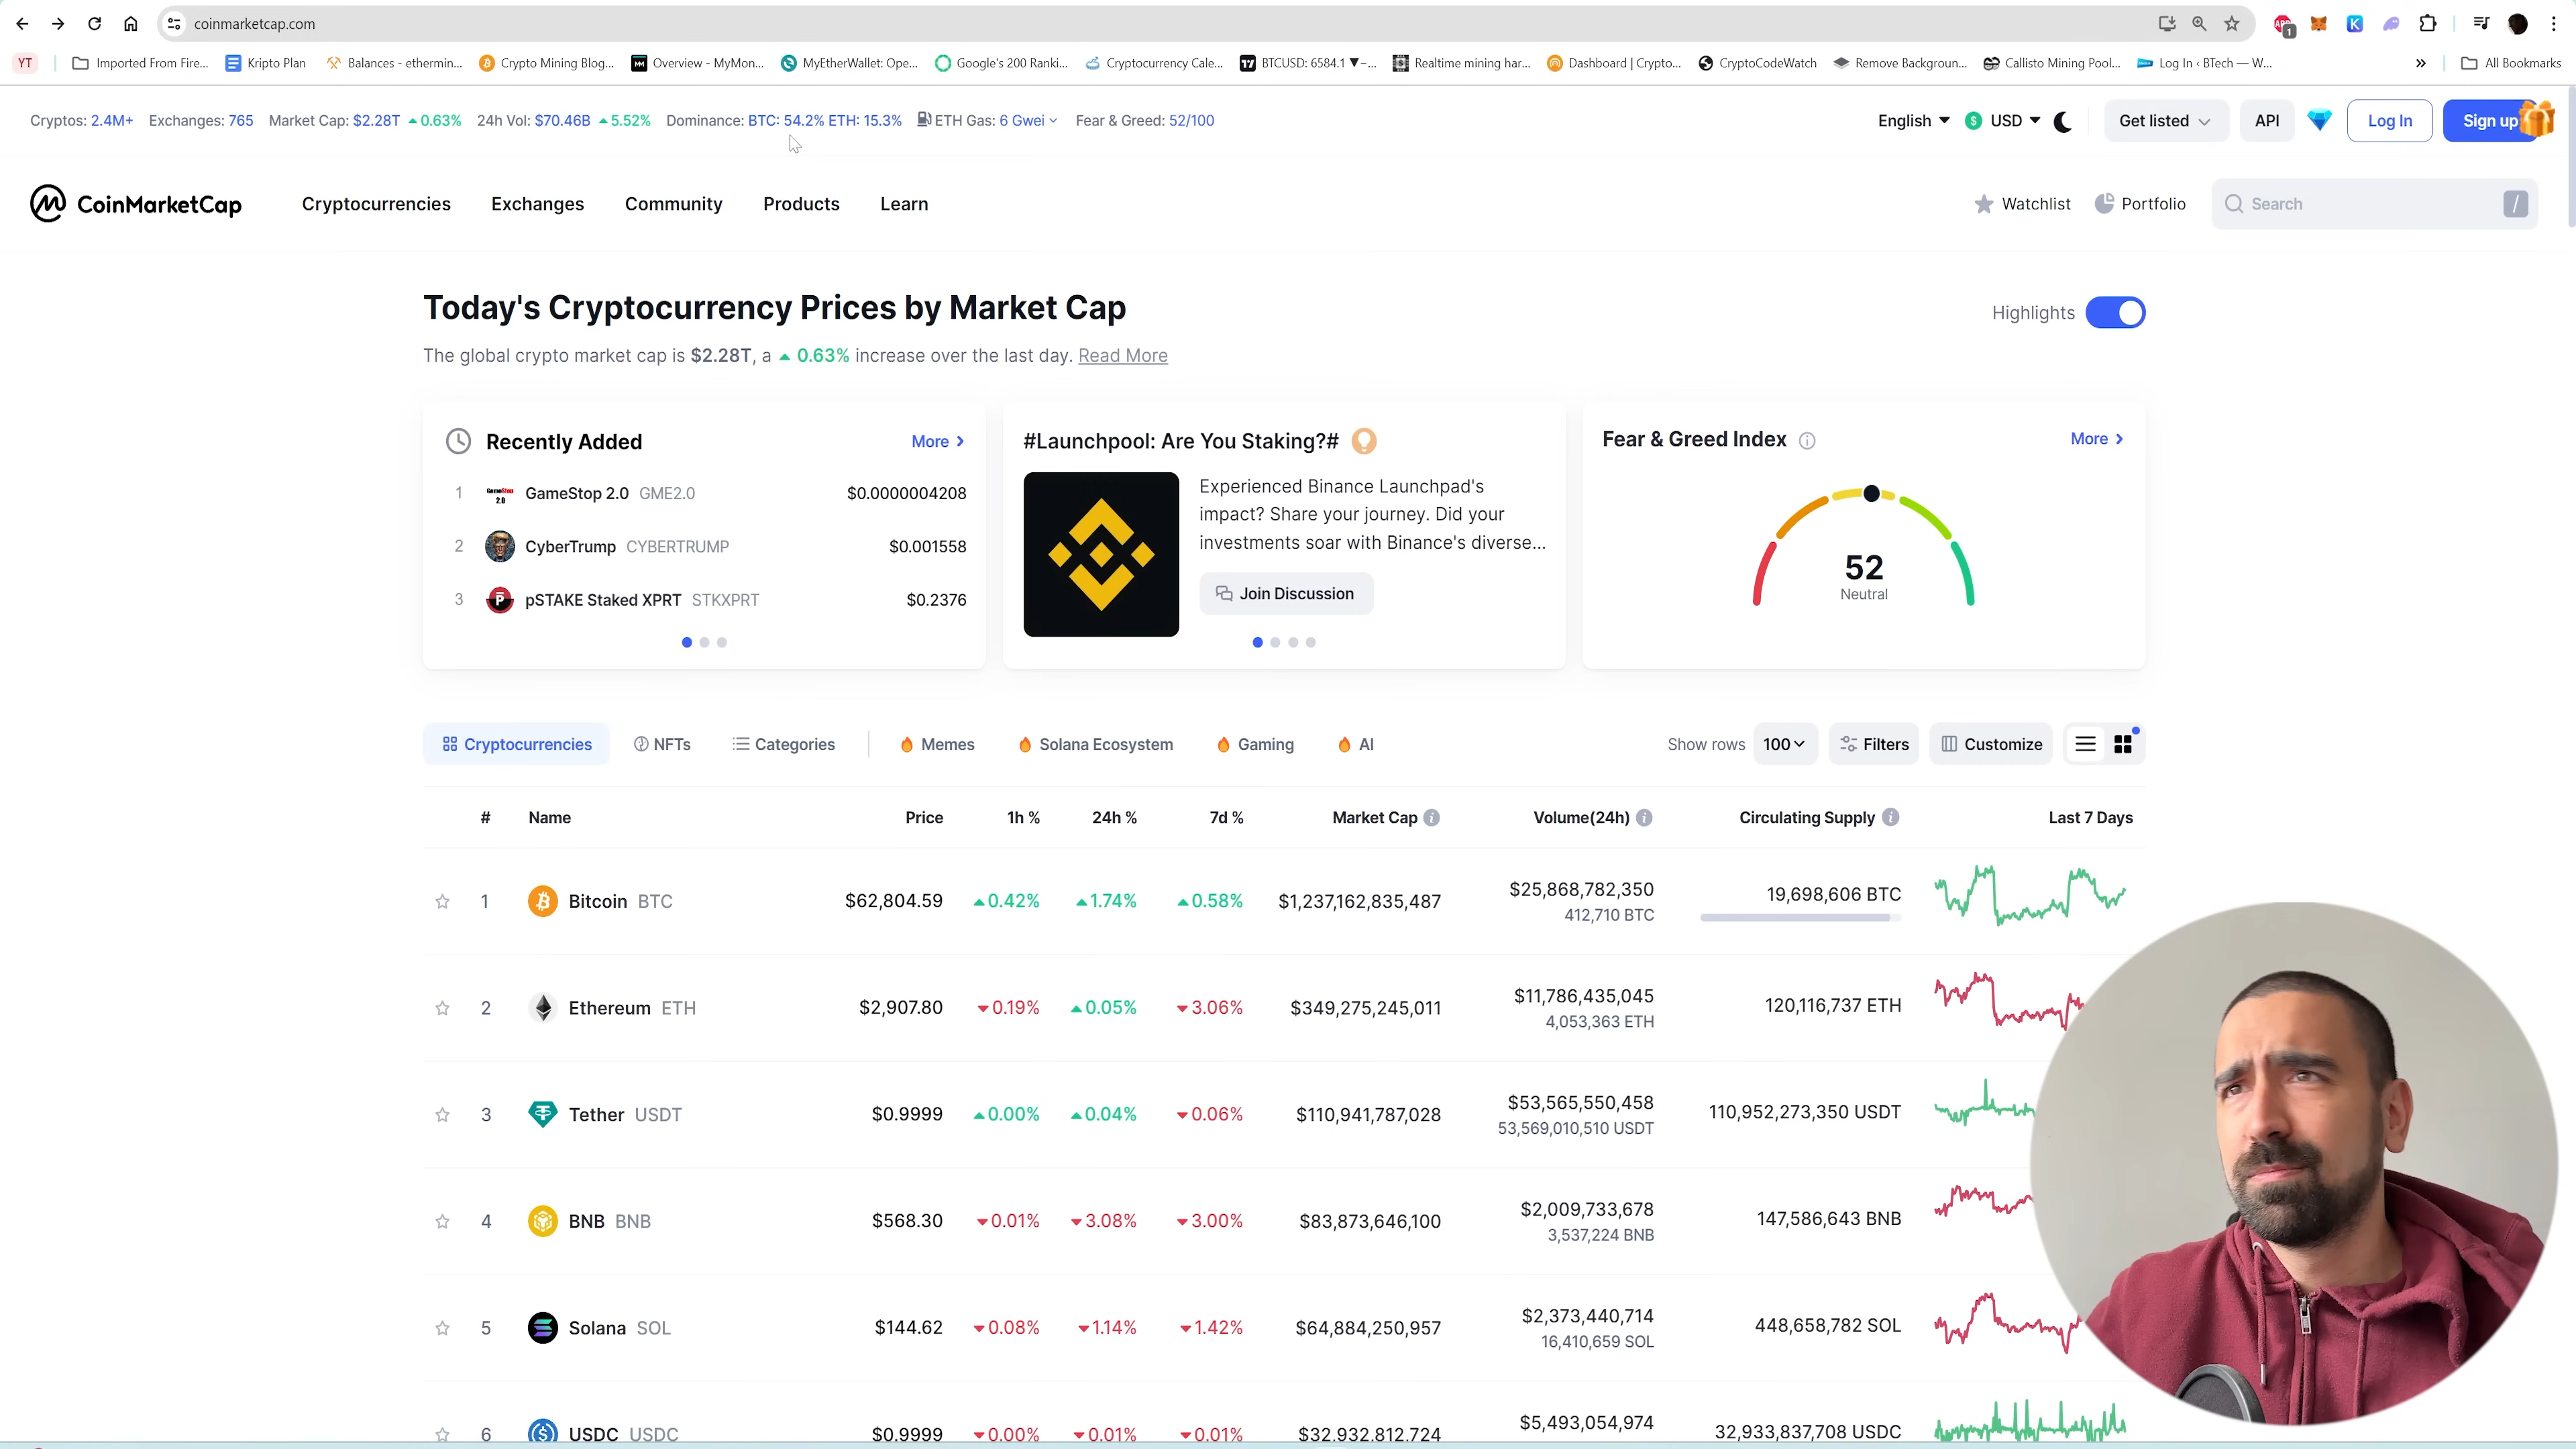 coinmarketcap.com
1
YT Imported From Fire... Kripto Plan Balances - ethermin... Crypto Mining Blog... Overview - MyMon... MyEtherWallet: Ope... Google's 200 Ranki... Cryptocurrency Cale... BTCUSD: 6584.1 ▼−... Realtime mining har... Dashboard | Crypto... CryptoCodeWatch Remove Backgroun... Callisto Mining Pool... Log In ‹ BTech — W... » All Bookmarks
Cryptos: 2.4M+ Exchanges: 765 Market Cap: $2.28T ▲ 0.63% 24h Vol: $70.46B ▲ 5.52% Dominance: BTC: 54.2% ETH: 15.3% ETH Gas: 6 Gwei Fear & Greed: 52/100 English USD Get listed API Log In Sign up
CoinMarketCap Cryptocurrencies Exchanges Community Products Learn Watchlist Portfolio Search /
Today's Cryptocurrency Prices by Market Cap Highlights
The global crypto market cap is $2.28T, a ▲ 0.63% increase over the last day. Read More
Recently Added More
1 GameStop 2.0 GME2.0 $0.0000004208
2 CyberTrump CYBERTRUMP $0.001558
3 pSTAKE Staked XPRT STKXPRT $0.2376
#Launchpool: Are You Staking?#
Experienced Binance Launchpad's
impact? Share your journey. Did your
investments soar with Binance's diverse...
Join Discussion
Fear & Greed Index More
52
Neutral
Cryptocurrencies NFTs Categories Memes Solana Ecosystem Gaming AI Show rows 100 Filters Customize
# Name Price 1h % 24h % 7d % Market Cap Volume(24h) Circulating Supply Last 7 Days
1 Bitcoin BTC $62,804.59 ▲0.42% ▲1.74% ▲0.58% $1,237,162,835,487 $25,868,782,350 19,698,606 BTC
412,710 BTC
2 Ethereum ETH $2,907.80 ▼0.19% ▲0.05% ▼3.06% $349,275,245,011 $11,786,435,045 120,116,737 ETH
4,053,363 ETH
3 Tether USDT $0.9999 ▲0.00% ▲0.04% ▼0.06% $110,941,787,028 $53,565,550,458 110,952,273,350 USDT
53,569,010,510 USDT
4 BNB BNB $568.30 ▼0.01% ▼3.08% ▼3.00% $83,873,646,100 $2,009,733,678 147,586,643 BNB
3,537,224 BNB
5 Solana SOL $144.62 ▼0.08% ▼1.14% ▼1.42% $64,884,250,957 $2,373,440,714 448,658,782 SOL
16,410,659 SOL
6 USDC USDC $0.9999 ▼0.00% ▼0.01% ▼0.01% $32,932,812,724 $5,493,054,974 32,933,837,708 USDC